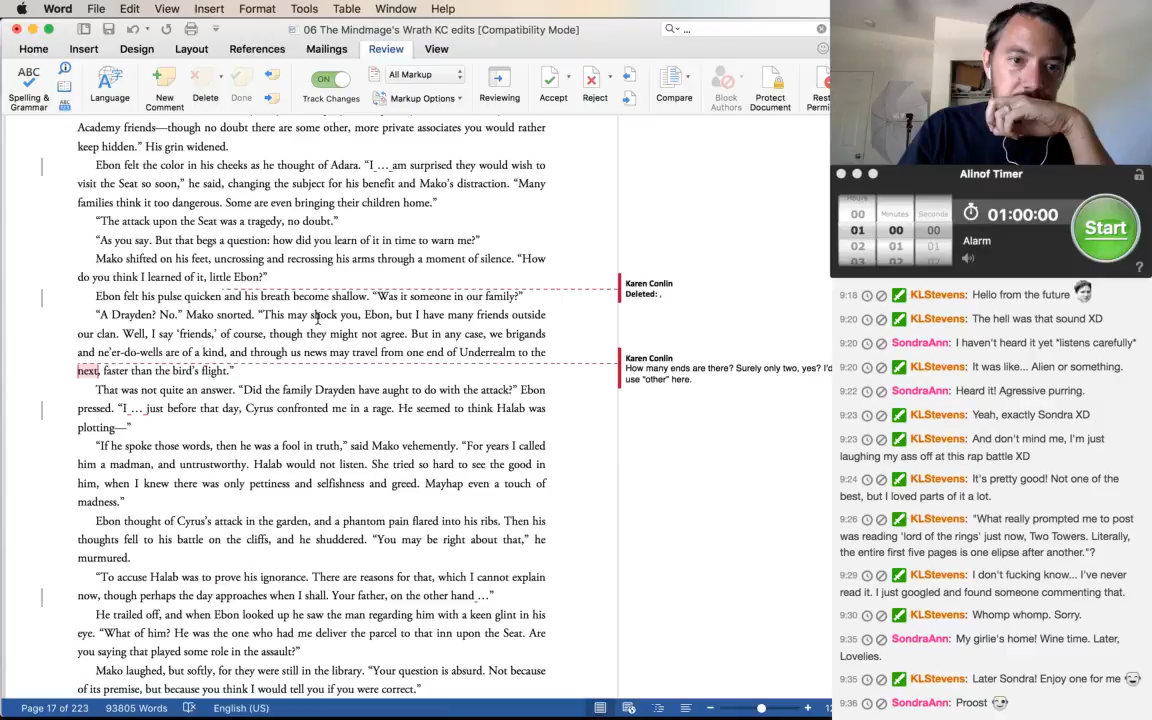 Word File Edit View Insert Format Tools Table Window Help
06 The Mindmage's Wrath KC edits [Compatibility Mode]
...
Home Insert Design Layout References Mailings Review View
ABC
Spelling & Grammar
Language
New Comment
Delete
Done
ON
Track Changes
All Markup
Markup Options
Reviewing
Accept
Reject
Compare
Block Authors
Protect Document
Rest
Permi
Academy friends—though no doubt there are some other, more private associates you would rather
keep hidden.” His grin widened.
Ebon felt the color in his cheeks as he thought of Adara. “I … am surprised they would wish to
visit the Seat so soon,” he said, changing the subject for his benefit and Mako’s distraction. “Many
families think it too dangerous. Some are even bringing their children home.”
“The attack upon the Seat was a tragedy, no doubt.”
“As you say. But that begs a question: how did you learn of it in time to warn me?”
Mako shifted on his feet, uncrossing and recrossing his arms through a moment of silence. “How
do you think I learned of it, little Ebon?”
Ebon felt his pulse quicken and his breath become shallow. “Was it someone in our family?”
“A Drayden? No.” Mako snorted. “This may shock you, Ebon, but I have many friends outside
our clan. Well, I say ‘friends,’ of course, though they might not agree. But in any case, we brigands
and ne’er-do-wells are of a kind, and through us news may travel from one end of Underrealm to the
next, faster than the bird’s flight.”
That was not quite an answer. “Did the family Drayden have aught to do with the attack?” Ebon
pressed. “I … just before that day, Cyrus confronted me in a rage. He seemed to think Halab was
plotting—”
“If he spoke those words, then he was a fool in truth,” said Mako vehemently. “For years I called
him a madman, and untrustworthy. Halab would not listen. She tried so hard to see the good in
him, when I knew there was only pettiness and selfishness and greed. Mayhap even a touch of
madness.”
Ebon thought of Cyrus’s attack in the garden, and a phantom pain flared into his ribs. Then his
thoughts fell to his battle on the cliffs, and he shuddered. “You may be right about that,” he
murmured.
“To accuse Halab was to prove his ignorance. There are reasons for that, which I cannot explain
now, though perhaps the day approaches when I shall. Your father, on the other hand …”
He trailed off, and when Ebon looked up he saw the man regarding him with a keen glint in his
eye. “What of him? He was the one who had me deliver the parcel to that inn upon the Seat. Are
you saying that played some role in the assault?”
Mako laughed, but softly, for they were still in the library. “Your question is absurd. Not because
of its premise, but because you think I would tell you if you were correct.”
Karen Conlin
Deleted: ,
Karen Conlin
How many ends are there? Surely only two, yes? I'd
use “other” here.
Page 17 of 223 93805 Words English (US)
12
Alinof Timer
Hours Minutes Seconds
00
01 00 00
02 01 01
01:00:00
Alarm
Start
?
9:18 KLStevens: Hello from the future
9:20 KLStevens: The hell was that sound XD
9:20 SondraAnn: I haven't heard it yet *listens carefully*
9:20 KLStevens: It was like... Alien or something.
9:22 SondraAnn: Heard it! Agressive purring.
9:23 KLStevens: Yeah, exactly Sondra XD
9:23 KLStevens: And don't mind me, I'm just
laughing my ass off at this rap battle XD
9:24 KLStevens: It's pretty good! Not one of the
best, but I loved parts of it a lot.
9:26 KLStevens: "What really prompted me to post
was reading 'lord of the rings' just now, Two Towers. Literally,
the entire first five pages is one elipse after another."?
9:29 KLStevens: I don't fucking know... I've never
read it. I just googled and found someone commenting that.
9:30 KLStevens: Whomp whomp. Sorry.
9:35 SondraAnn: My girlie's home! Wine time. Later,
Lovelies.
9:35 KLStevens: Later Sondra! Enjoy one for me
9:36 SondraAnn: Proost